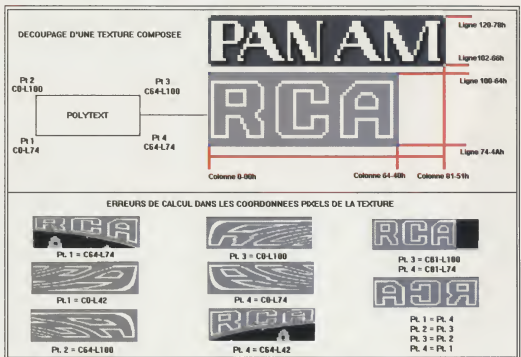 DECOUPAGE D'UNE TEXTURE COMPOSEE
PAN AM
Ligne 120-78h
Ligne102-66h
Ligne 100-64h
Pt 2
C0-L100
Pt 3
C64-L100
POLYTEXT
RCA
Pt 1
C0-L74
Pt 4
C64-L74
Ligne 74-4Ah
Colonne 0-00h
Colonne 64-40h
Colonne 81-51h
ERREURS DE CALCUL DANS LES COORDONNEES PIXELS DE LA TEXTURE
RCA
Pt. 1 = C64-L74
Pt. 3 = C0-L100
RCA
Pt. 3 = C81-L100
Pt. 4 = C81-L74
Pt.1 = C0-L42
Pt. 4 = C0-L74
RCA
Pt. 1 = Pt. 4
Pt. 2 = Pt. 3
Pt. 3 = Pt. 2
Pt. 4 = Pt. 1
Pt. 2 = C64-L100
RCA
Pt. 4 = C64-L42